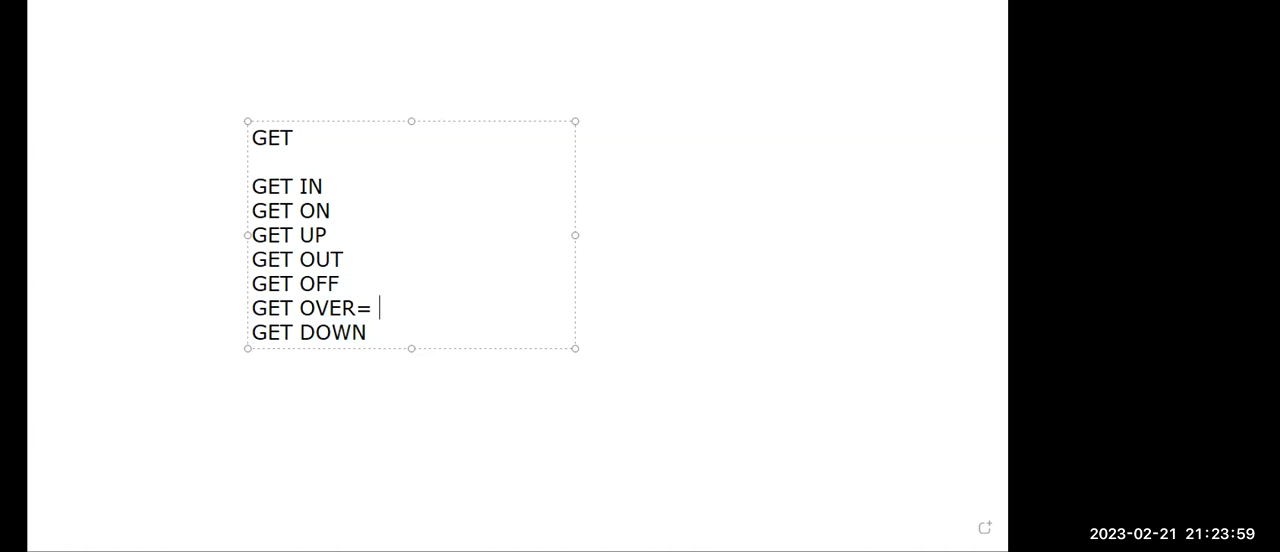 GET
GET IN
GET ON
GET UP
GET OUT
GET OFF
GET OVER=
GET DOWN
2023-02-21 21:23:59